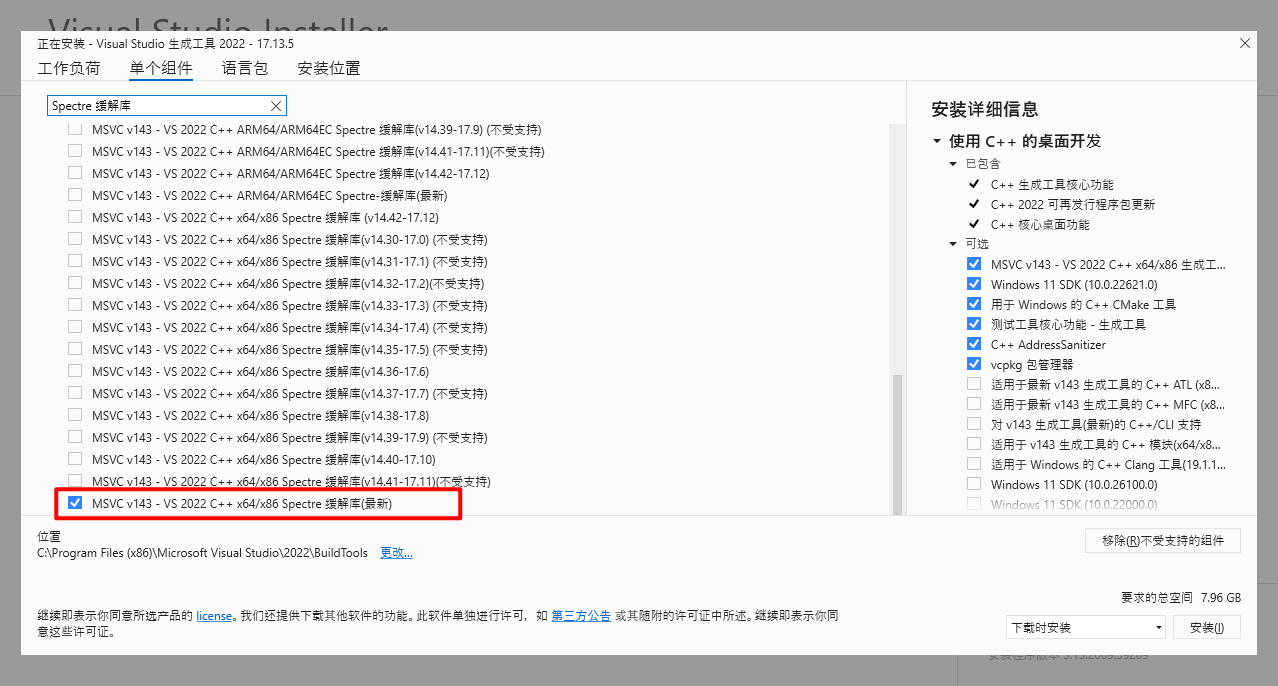 Visual Studio Installer
正在安装 - Visual Studio 生成工具 2022 - 17.13.5
工作负荷 单个组件 语言包 安装位置
Spectre 缓解库
MSVC v143 - VS 2022 C++ ARM64/ARM64EC Spectre 缓解库(v14.39-17.9) (不受支持)
MSVC v143 - VS 2022 C++ ARM64/ARM64EC Spectre 缓解库(v14.41-17.11)(不受支持)
MSVC v143 - VS 2022 C++ ARM64/ARM64EC Spectre 缓解库(v14.42-17.12)
MSVC v143 - VS 2022 C++ ARM64/ARM64EC Spectre-缓解库(最新)
MSVC v143 - VS 2022 C++ x64/x86 Spectre 缓解库 (v14.42-17.12)
MSVC v143 - VS 2022 C++ x64/x86 Spectre 缓解库(v14.30-17.0) (不受支持)
MSVC v143 - VS 2022 C++ x64/x86 Spectre 缓解库(v14.31-17.1) (不受支持)
MSVC v143 - VS 2022 C++ x64/x86 Spectre 缓解库(v14.32-17.2)(不受支持)
MSVC v143 - VS 2022 C++ x64/x86 Spectre 缓解库(v14.33-17.3) (不受支持)
MSVC v143 - VS 2022 C++ x64/x86 Spectre 缓解库(v14.34-17.4) (不受支持)
MSVC v143 - VS 2022 C++ x64/x86 Spectre 缓解库(v14.35-17.5) (不受支持)
MSVC v143 - VS 2022 C++ x64/x86 Spectre 缓解库(v14.36-17.6)
MSVC v143 - VS 2022 C++ x64/x86 Spectre 缓解库(v14.37-17.7) (不受支持)
MSVC v143 - VS 2022 C++ x64/x86 Spectre 缓解库(v14.38-17.8)
MSVC v143 - VS 2022 C++ x64/x86 Spectre 缓解库(v14.39-17.9) (不受支持)
MSVC v143 - VS 2022 C++ x64/x86 Spectre 缓解库(v14.40-17.10)
MSVC v143 - VS 2022 C++ x64/x86 Spectre 缓解库(v14.41-17.11)(不受支持)
MSVC v143 - VS 2022 C++ x64/x86 Spectre 缓解库(最新)
安装详细信息
使用 C++ 的桌面开发
已包含
C++ 生成工具核心功能
C++ 2022 可再发行程序包更新
C++ 核心桌面功能
可选
MSVC v143 - VS 2022 C++ x64/x86 生成工...
Windows 11 SDK (10.0.22621.0)
用于 Windows 的 C++ CMake 工具
测试工具核心功能 - 生成工具
C++ AddressSanitizer
vcpkg 包管理器
适用于最新 v143 生成工具的 C++ ATL (x8...
适用于最新 v143 生成工具的 C++ MFC (x8...
对 v143 生成工具(最新)的 C++/CLI 支持
适用于 v143 生成工具的 C++ 模块(x64/x8...
适用于 Windows 的 C++ Clang 工具(19.1.1...
Windows 11 SDK (10.0.26100.0)
Windows 11 SDK (10.0.22000.0)
位置
C:\Program Files (x86)\Microsoft Visual Studio\2022\BuildTools 更改...
移除(R)不受支持的组件
要求的总空间 7.96 GB
继续即表示你同意所选产品的 license。我们还提供下载其他软件的功能。此软件单独进行许可，如 第三方公告 或其随附的许可证中所述。继续即表示你同
意这些许可证。
下载时安装 安装(I)